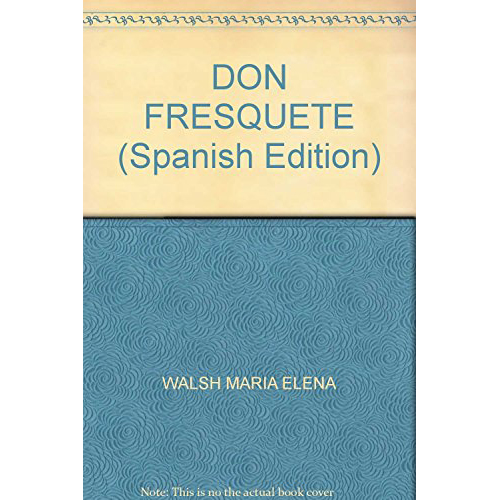 DON
FRESQUETE
(Spanish Edition)
WALSH MARIA ELENA
Note: This is no the actual book cover